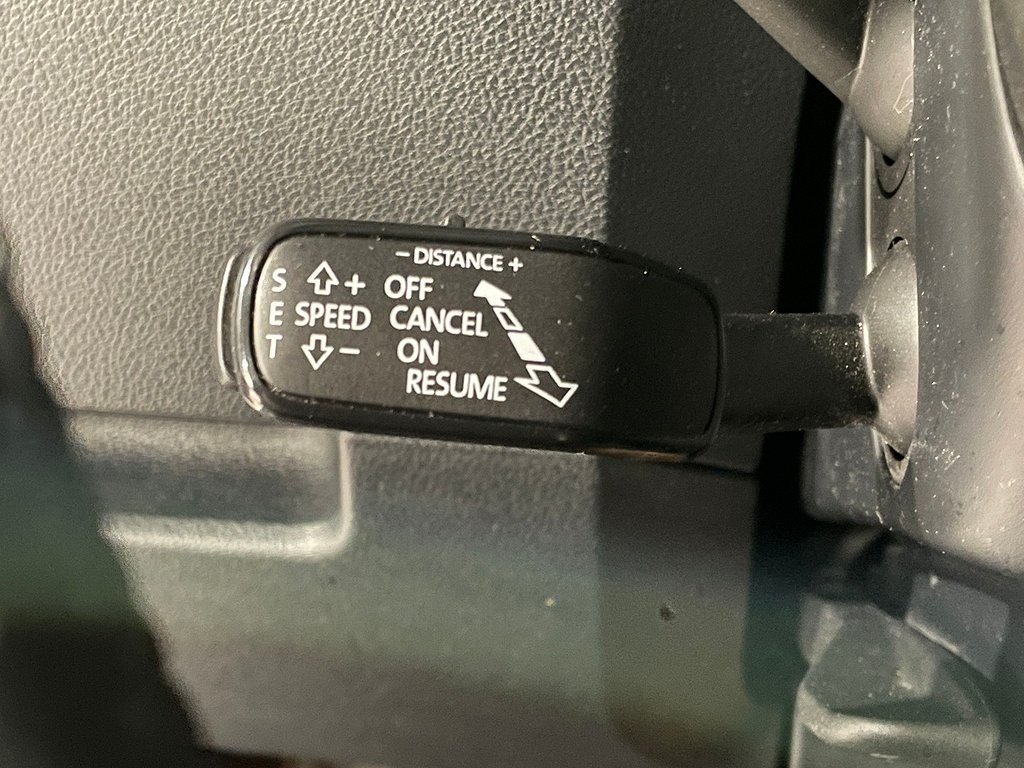 – DISTANCE +
S + OFF
E SPEED CANCEL
T – ON
RESUME